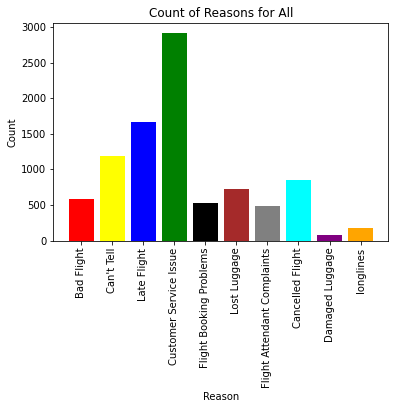 Count of Reasons for All
Count
3000
2500
2000
1500
1000
500
0
Bad Flight
Can't Tell
Late Flight
Customer Service Issue
Flight Booking Problems
Lost Luggage
Flight Attendant Complaints
Cancelled Flight
Damaged Luggage
longlines
Reason